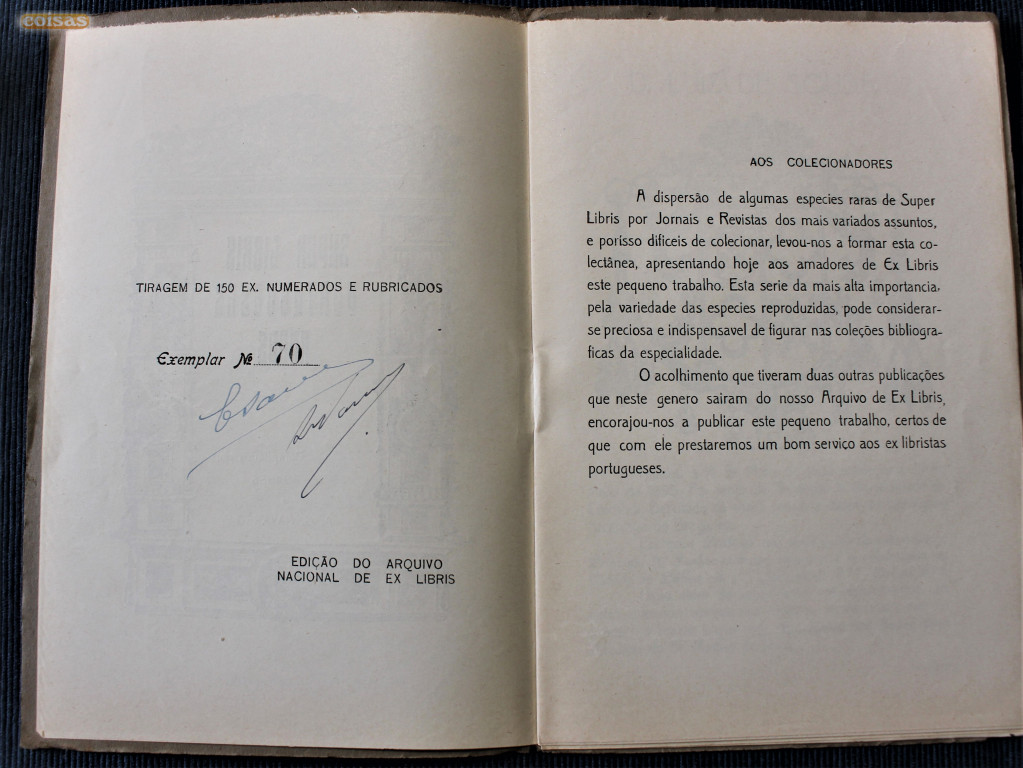 coisas
TIRAGEM DE 150 EX. NUMERADOS E RUBRICADOS
Exemplar № 70
EDIÇÃO DO ARQUIVO
NACIONAL DE EX LIBRIS
AOS COLECIONADORES
A dispersão de algumas especies raras de Super
Libris por Jornais e Revistas dos mais variados assuntos,
e porisso dificeis de colecionar, levou-nos a formar esta co-
lectânea, apresentando hoje aos amadores de Ex Libris
este pequeno trabalho. Esta serie da mais alta importancia,
pela variedade das especies reproduzidas, pode considerar-
se preciosa e indispensavel de figurar nas coleções bibliogra-
ficas da especialidade.
O acolhimento que tiveram duas outras publicações
que neste genero sairam do nosso Arquivo de Ex Libris,
encorajou-nos a publicar este pequeno trabalho, certos de
que com ele prestaremos um bom serviço aos ex libristas
portugueses.